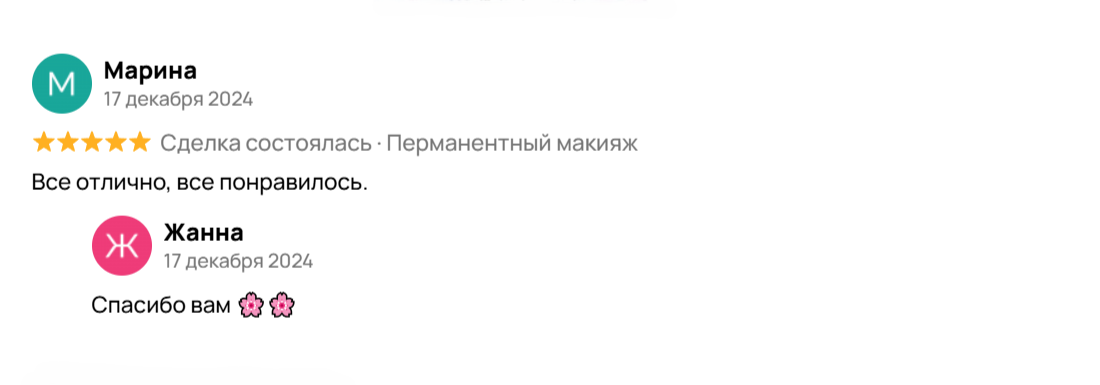 М
Марина
17 декабря 2024
Сделка состоялась · Перманентный макияж
Все отлично, все понравилось.
Ж
Жанна
17 декабря 2024
Спасибо вам 🌸🌸